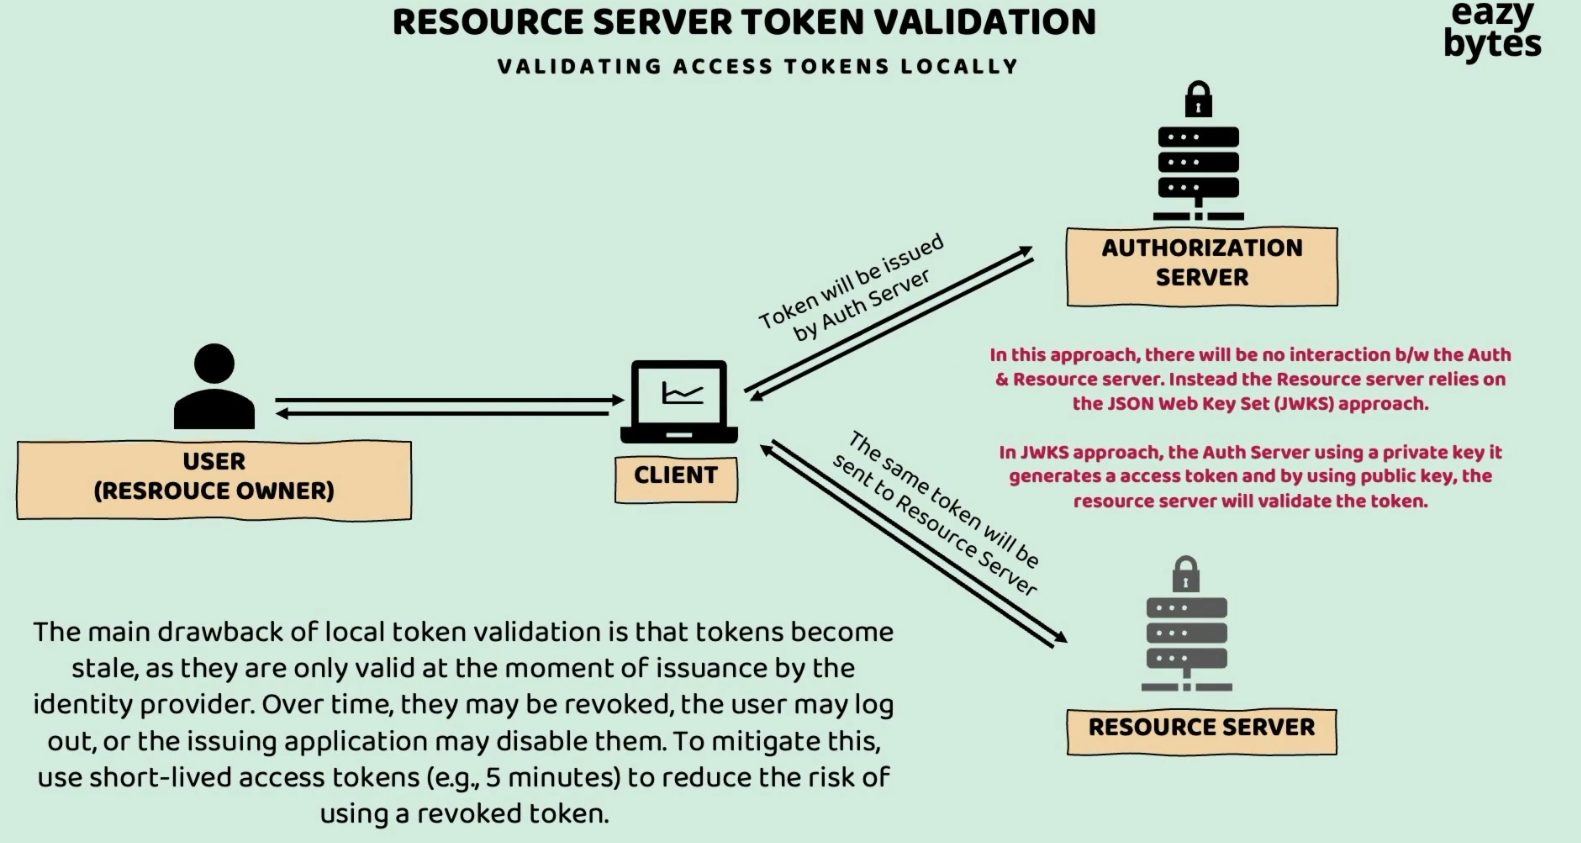 RESOURCE SERVER TOKEN VALIDATION
VALIDATING ACCESS TOKENS LOCALLY
eazy
bytes
AUTHORIZATION
SERVER
Token will be issued
by Auth Server
In this approach, there will be no interaction b/w the Auth
& Resource server. Instead the Resource server relies on
the JSON Web Key Set (JWKS) approach.
In JWKS approach, the Auth Server using a private key it
generates a access token and by using public key, the
resource server will validate the token.
USER
(RESROUCE OWNER)
CLIENT
The same token will be
sent to Resource Server
RESOURCE SERVER
The main drawback of local token validation is that tokens become
stale, as they are only valid at the moment of issuance by the
identity provider. Over time, they may be revoked, the user may log
out, or the issuing application may disable them. To mitigate this,
use short-lived access tokens (e.g., 5 minutes) to reduce the risk of
using a revoked token.